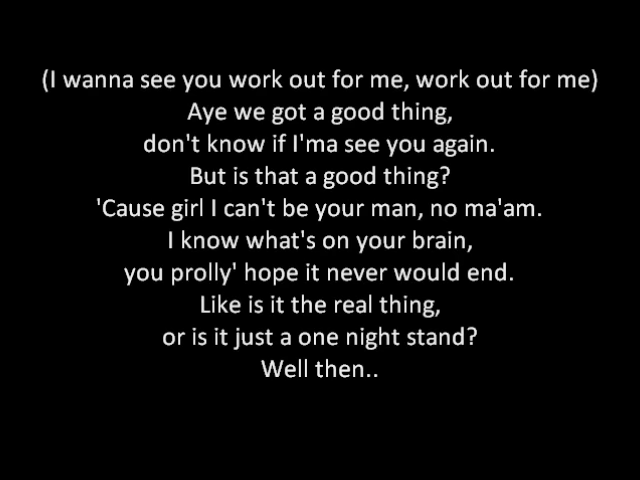 (I wanna see you work out for me, work out for me)
Aye we got a good thing,
don't know if I'ma see you again.
But is that a good thing?
'Cause girl I can't be your man, no ma'am.
I know what's on your brain,
you prolly' hope it never would end.
Like is it the real thing,
or is it just a one night stand?
Well then..